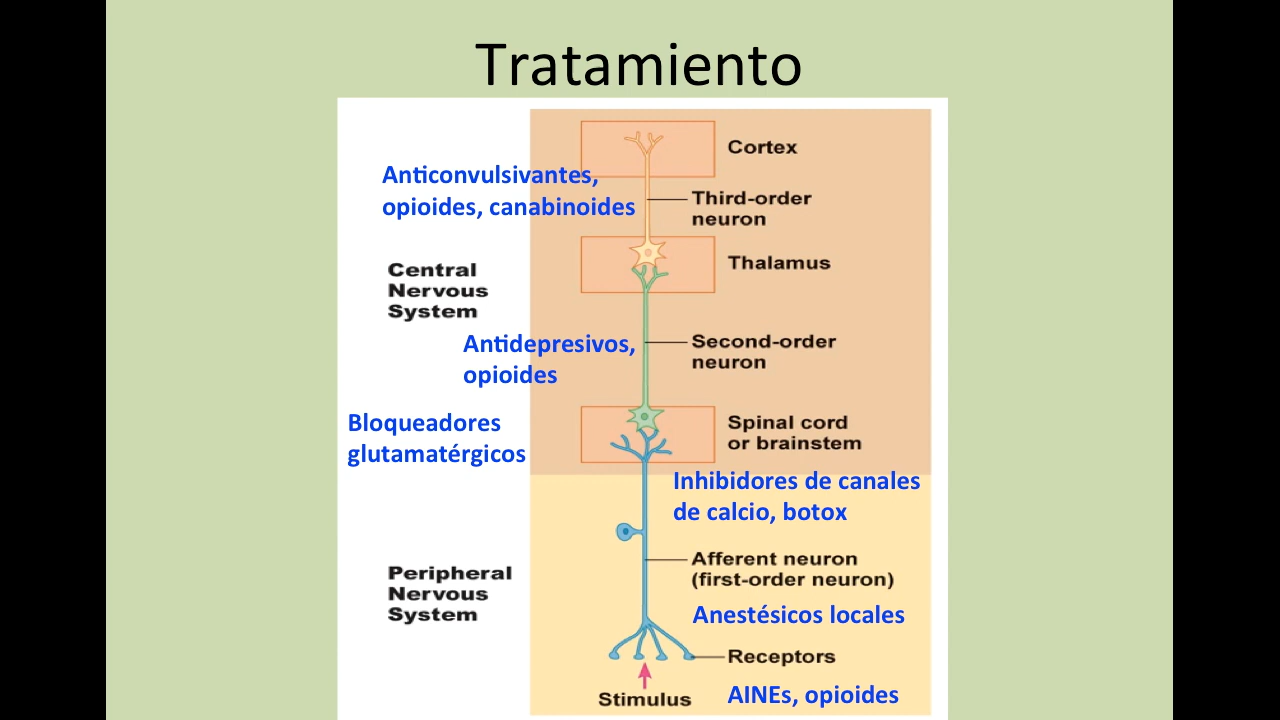 Tratamiento
Cortex
Anticonvulsivantes,
opioides, canabinoides
Third-order
neuron
Central
Nervous
System
Thalamus
Antidepresivos,
opioides
Second-order
neuron
Bloqueadores
glutamatérgicos
Spinal cord
or brainstem
Inhibidores de canales
de calcio, botox
Peripheral
Nervous
System
Afferent neuron
(first-order neuron)
Anestésicos locales
Receptors
Stimulus
AINEs, opioides